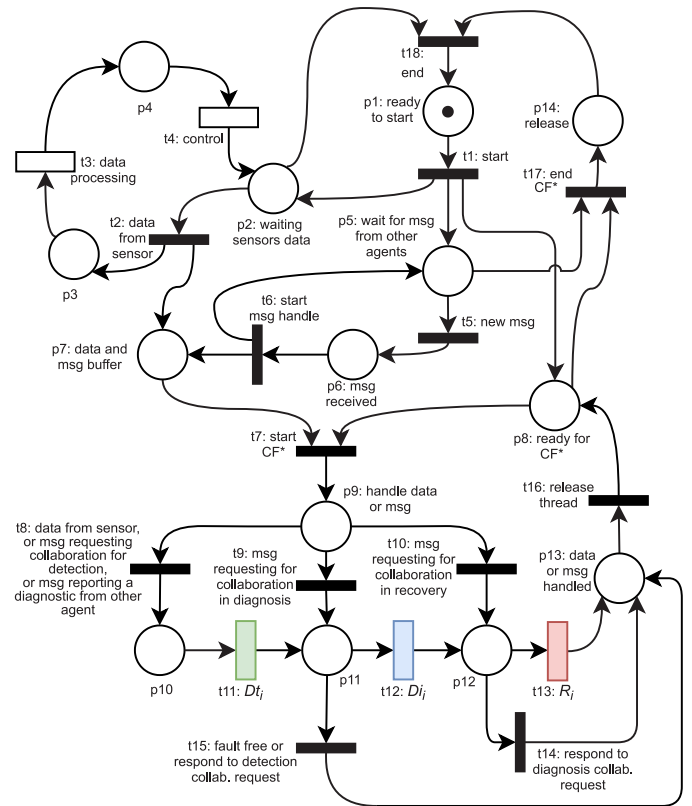 t18:
end
p4
p1: ready
to start
p14:
release
t4: control
t3: data
processing
t1: start
t17: end
CF*
t2: data
from
sensor
p2: waiting
sensors data
p5: wait for msg
from other
agents
p3
t6: start
msg handle
t5: new msg
p7: data and
msg buffer
p6: msg
received
p8: ready for
CF*
t7: start
CF*
t16: release
thread
p9: handle data
or msg
t8: data from sensor,
or msg requesting
collaboration for
detection,
or msg reporting a
diagnostic from other
agent
t9: msg
requesting for
collaboration
in diagnosis
t10: msg
requesting for
collaboration
in recovery
p13: data
or msg
handled
p10
t11: Dti
p11
t12: Dii
p12
t13: Ri
t15: fault free or
respond to detection
collab. request
t14: respond to
diagnosis collab.
request